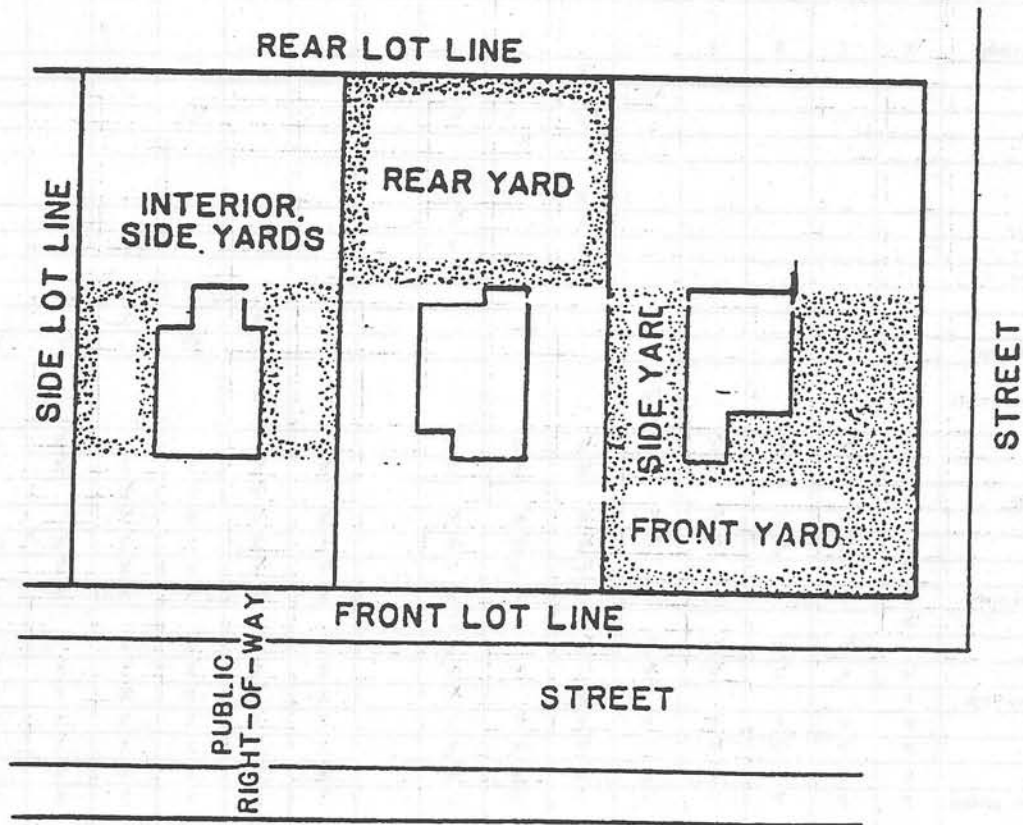 REAR LOT LINE
SIDE LOT LINE
INTERIOR
SIDE YARDS
REAR YARD
SIDE YARD
FRONT YARD
STREET
FRONT LOT LINE
PUBLIC
RIGHT-OF-WAY
STREET